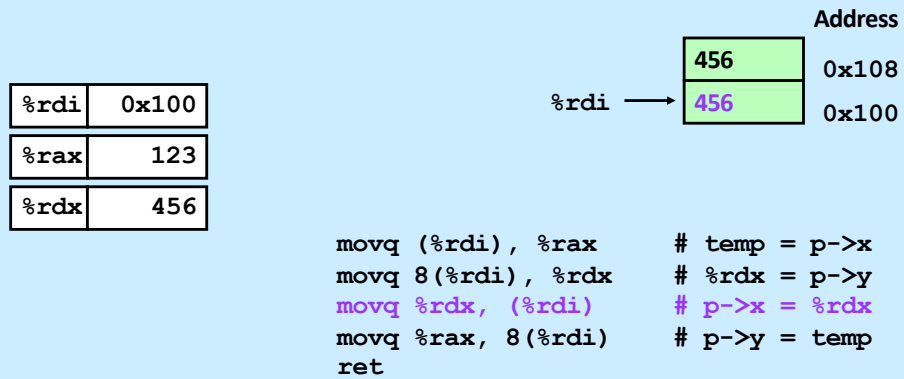 Address
456 0x108
%rdi 456 0x100
%rdi 0x100
%rax 123
%rdx 456
movq (%rdi), %rax # temp = p->x
movq 8(%rdi), %rdx # %rdx = p->y
movq %rdx, (%rdi) # p->x = %rdx
movq %rax, 8(%rdi) # p->y = temp
ret